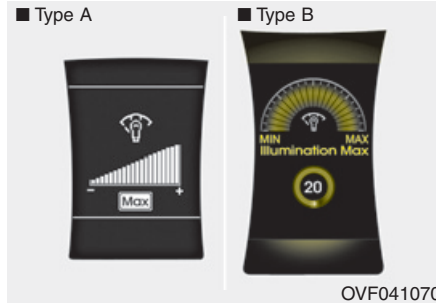 ■ Type A
■ Type B
- +
Max
MIN MAX
Illumination Max
20
OVF041070